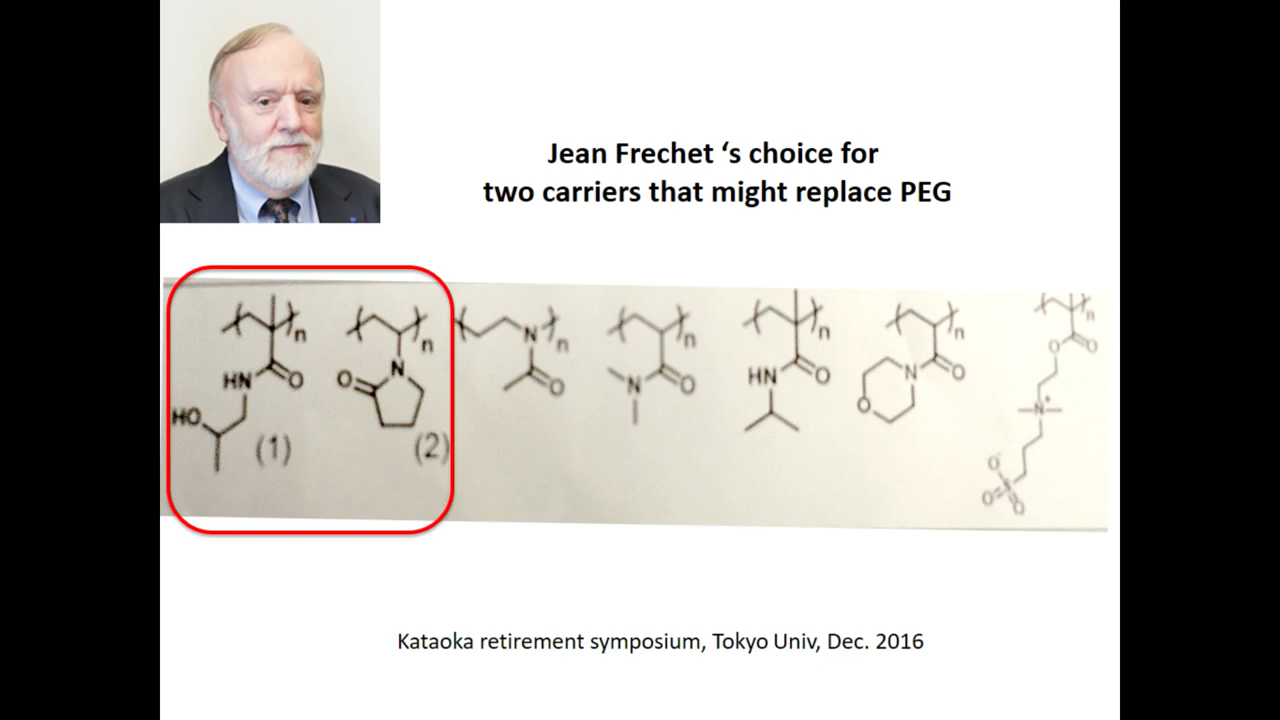 Jean Frechet ‘s choice for
two carriers that might replace PEG
n
HN
O
HO
(1)
n
N
O
(2)
N
n
O
n
N
O
n
HN
O
n
N
O
O
n
O
O
N+
O-
S
O
O
Kataoka retirement symposium, Tokyo Univ, Dec. 2016